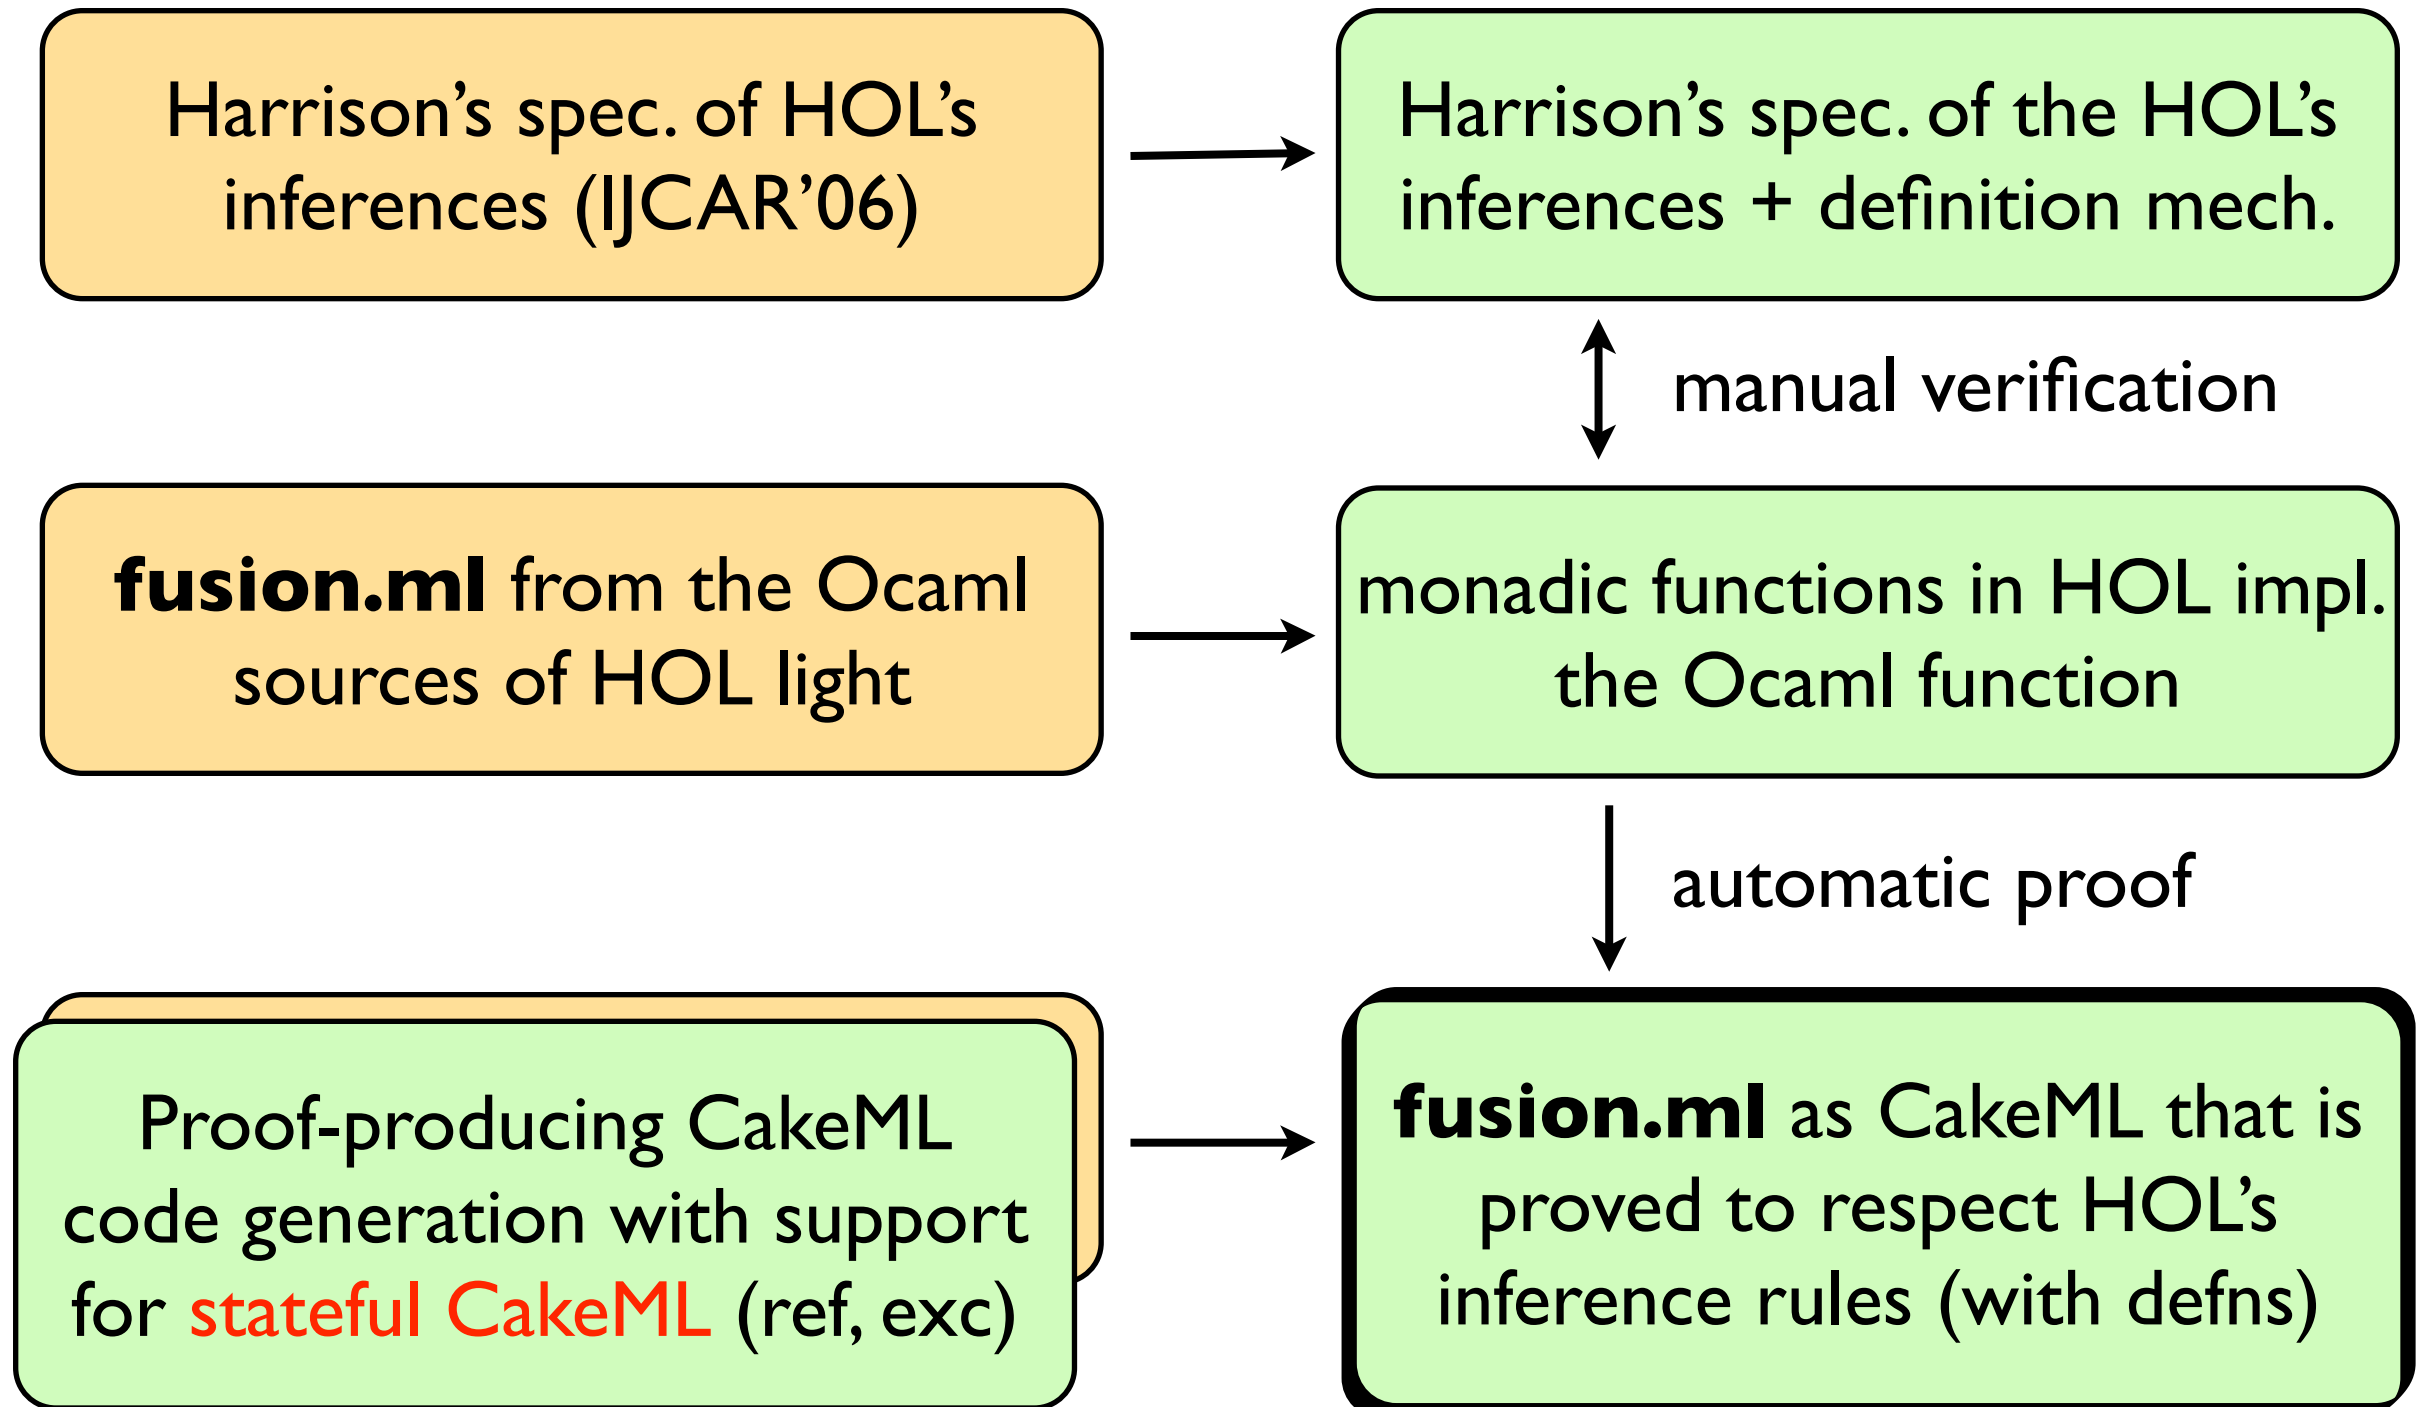 Harrison’s spec. of HOL’s
inferences (IJCAR’06)
Harrison’s spec. of the HOL’s
inferences + definition mech.
manual verification
fusion.ml from the Ocaml
sources of HOL light
monadic functions in HOL impl.
the Ocaml function
automatic proof
Proof-producing CakeML
code generation with support
for stateful CakeML (ref, exc)
fusion.ml as CakeML that is
proved to respect HOL’s
inference rules (with defns)